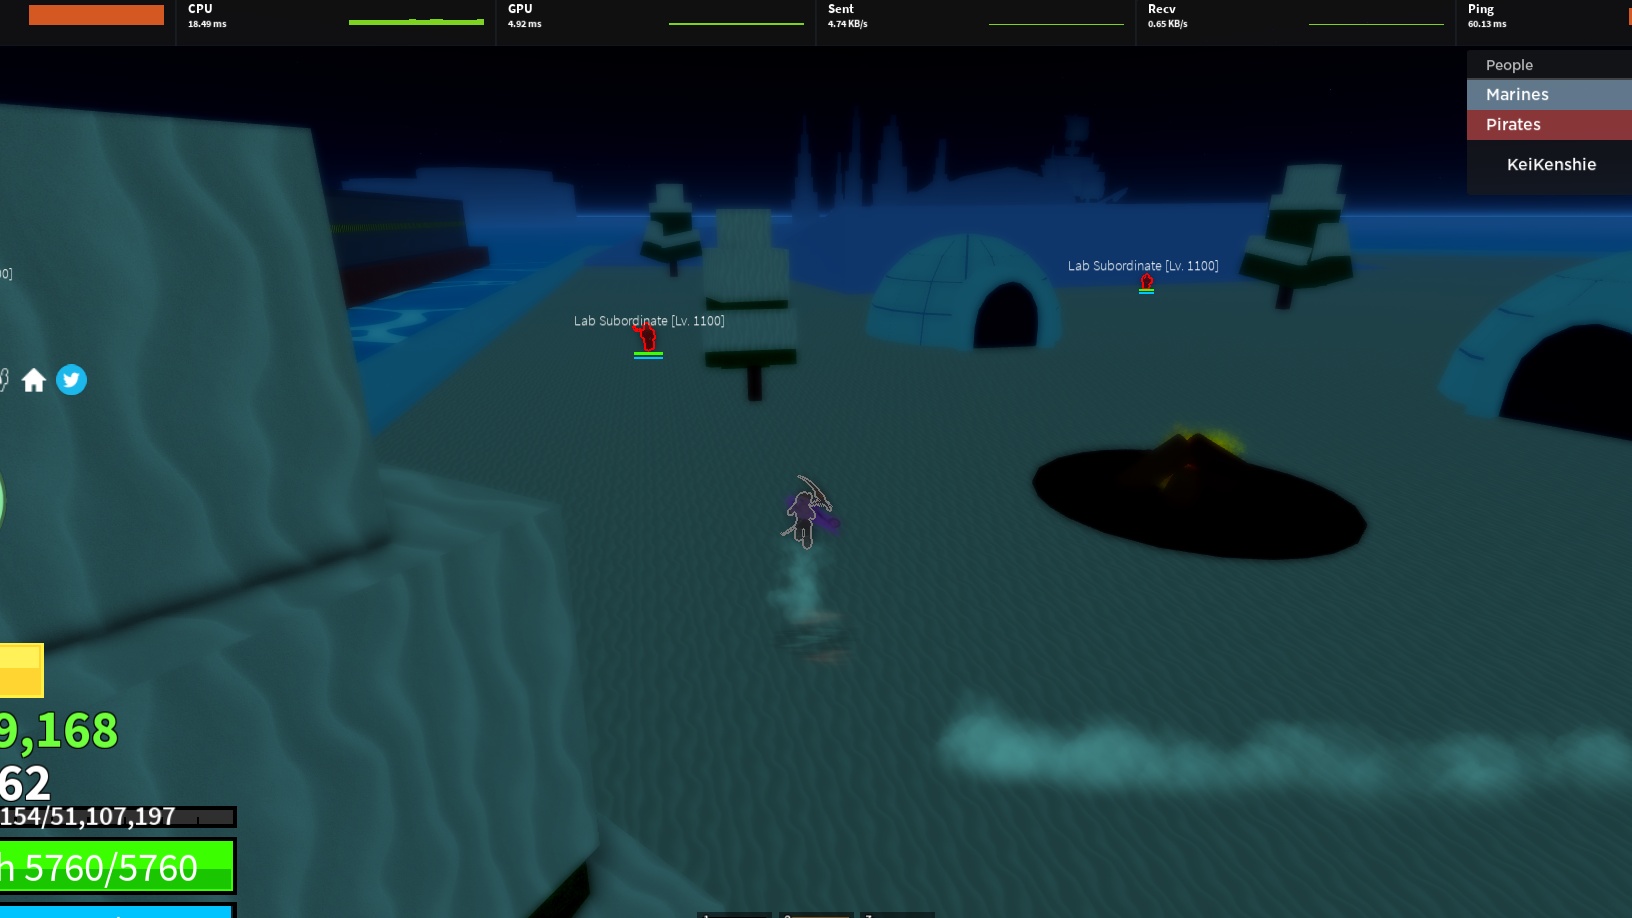 CPU
18.49 ms
GPU
4.92 ms
Sent
4.74 KB/s
Recv
0.65 KB/s
Ping
60.13 ms
People
Marines
Pirates
KeiKenshie
Lab Subordinate [Lv. 1100]
00]
Lab Subordinate [Lv. 1100]
9,168
62
154/51,107,197
h 5760/5760